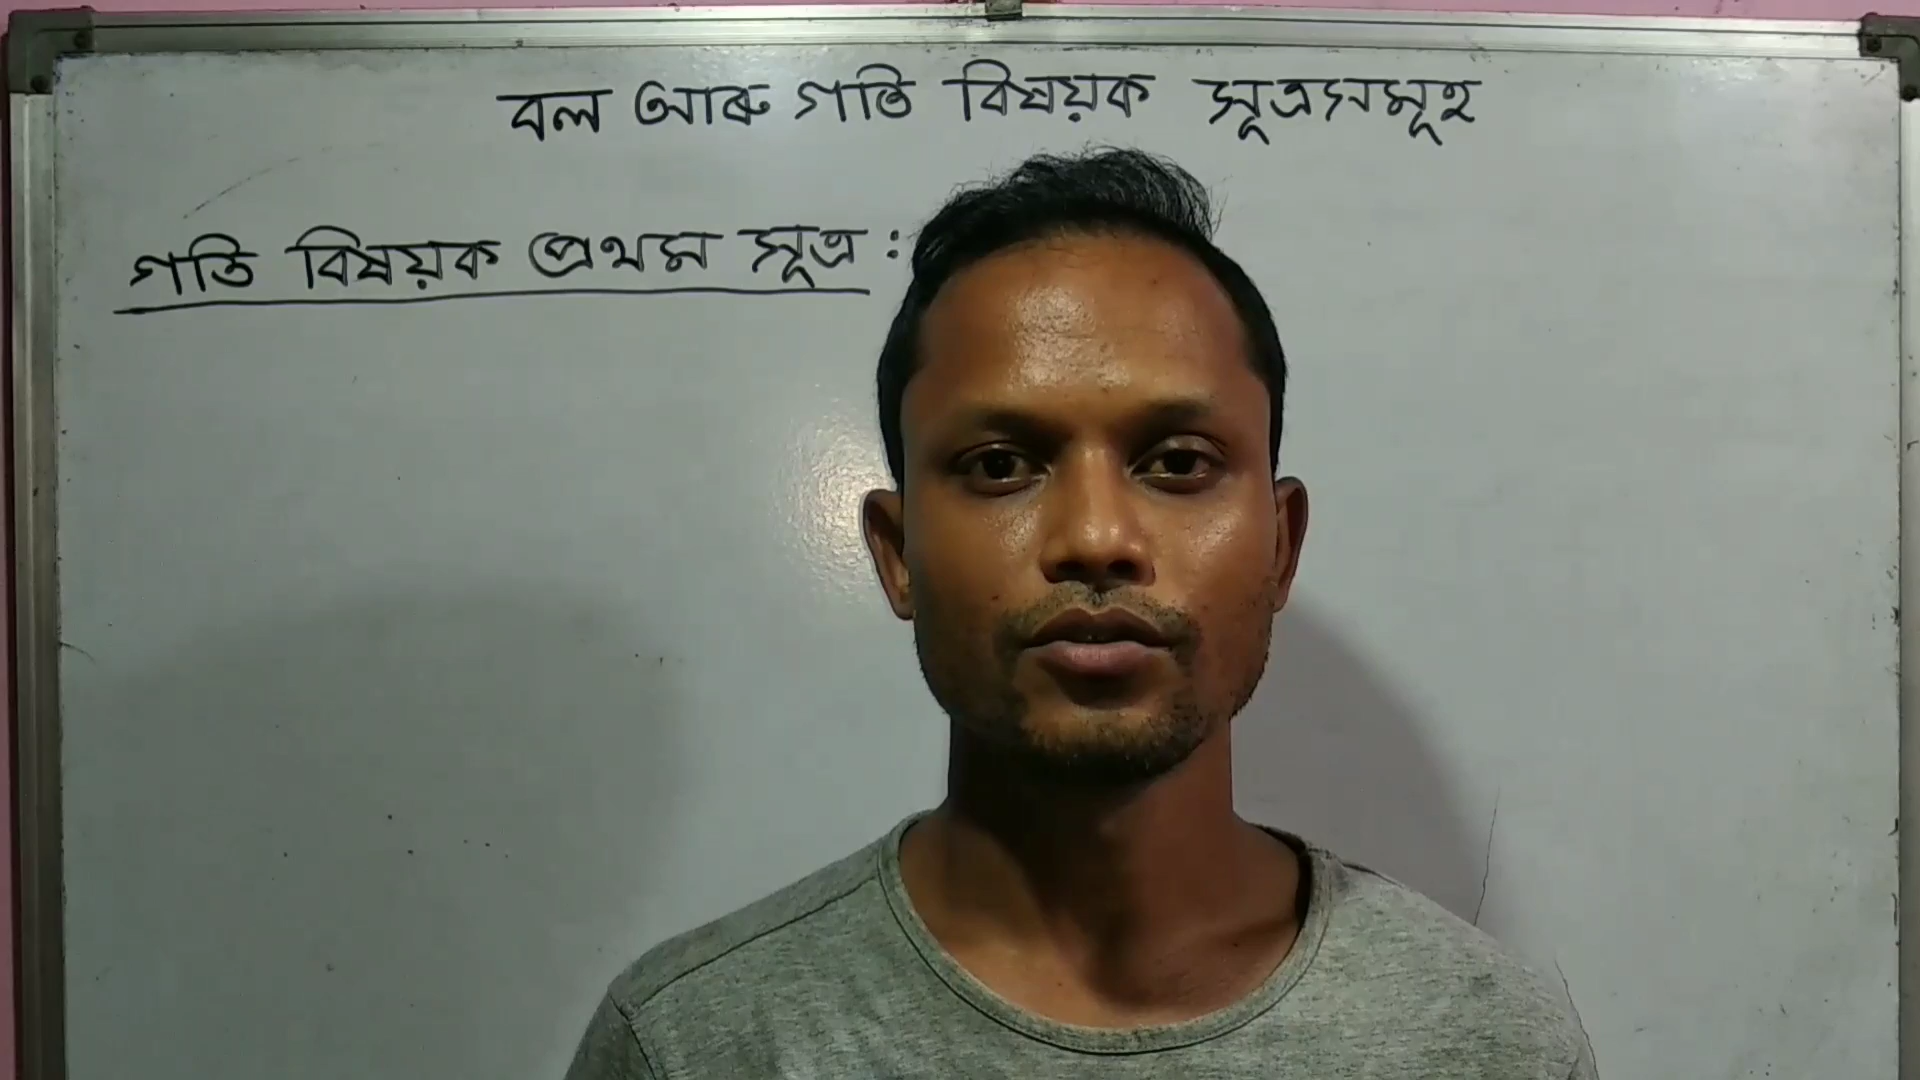 বল আৰু গতি বিষয়ক সূত্ৰসমূহ
গতি বিষয়ক প্ৰথম সূত্ৰ :